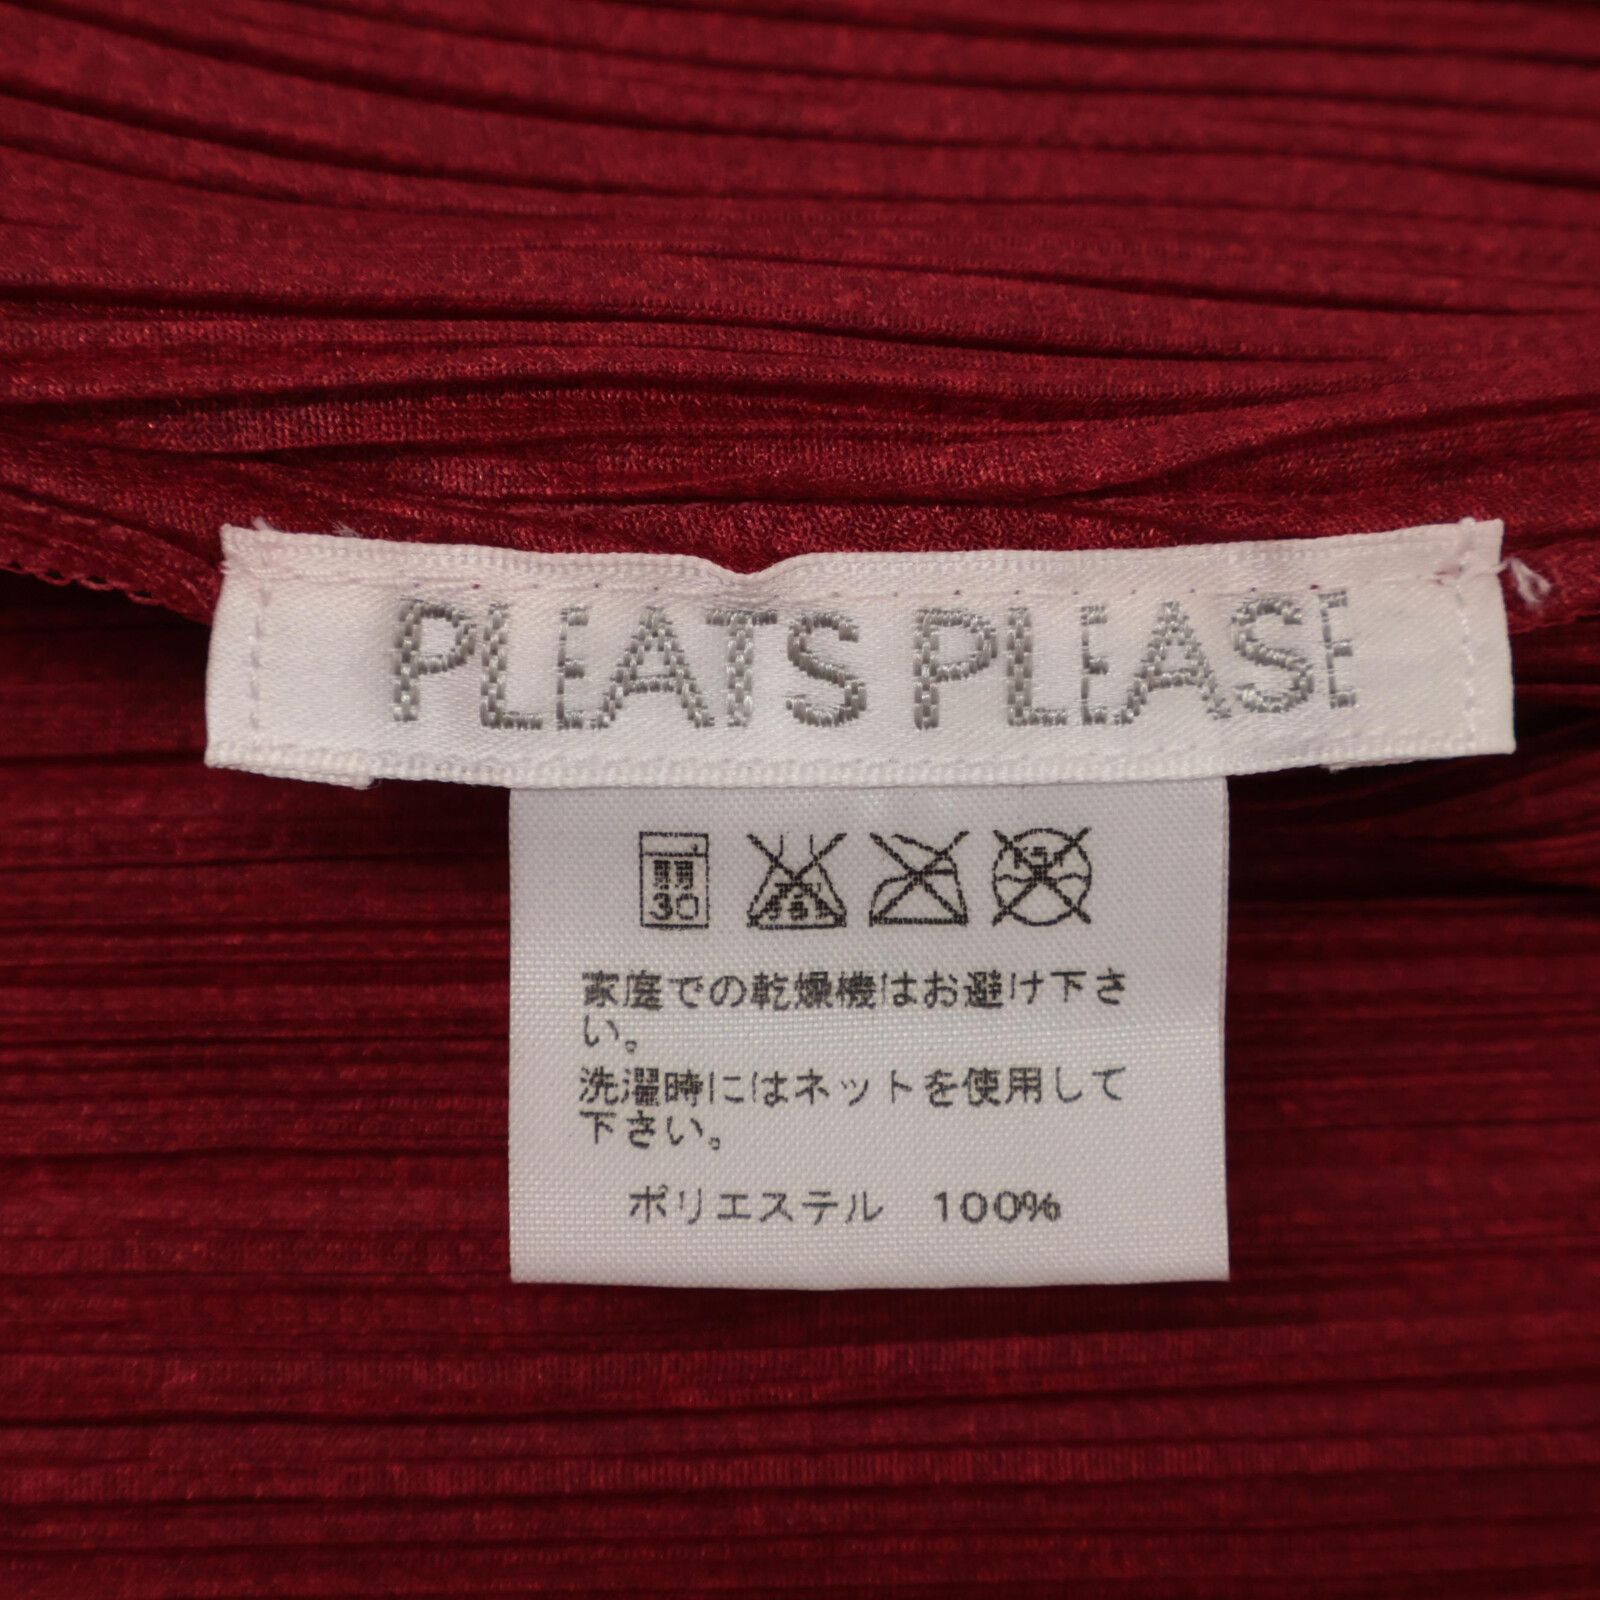 PLEATS PLEASE
弱
30
家庭での乾燥機はお避け下さ
い。
洗濯時にはネットを使用して
下さい。
ポリエステル 100%